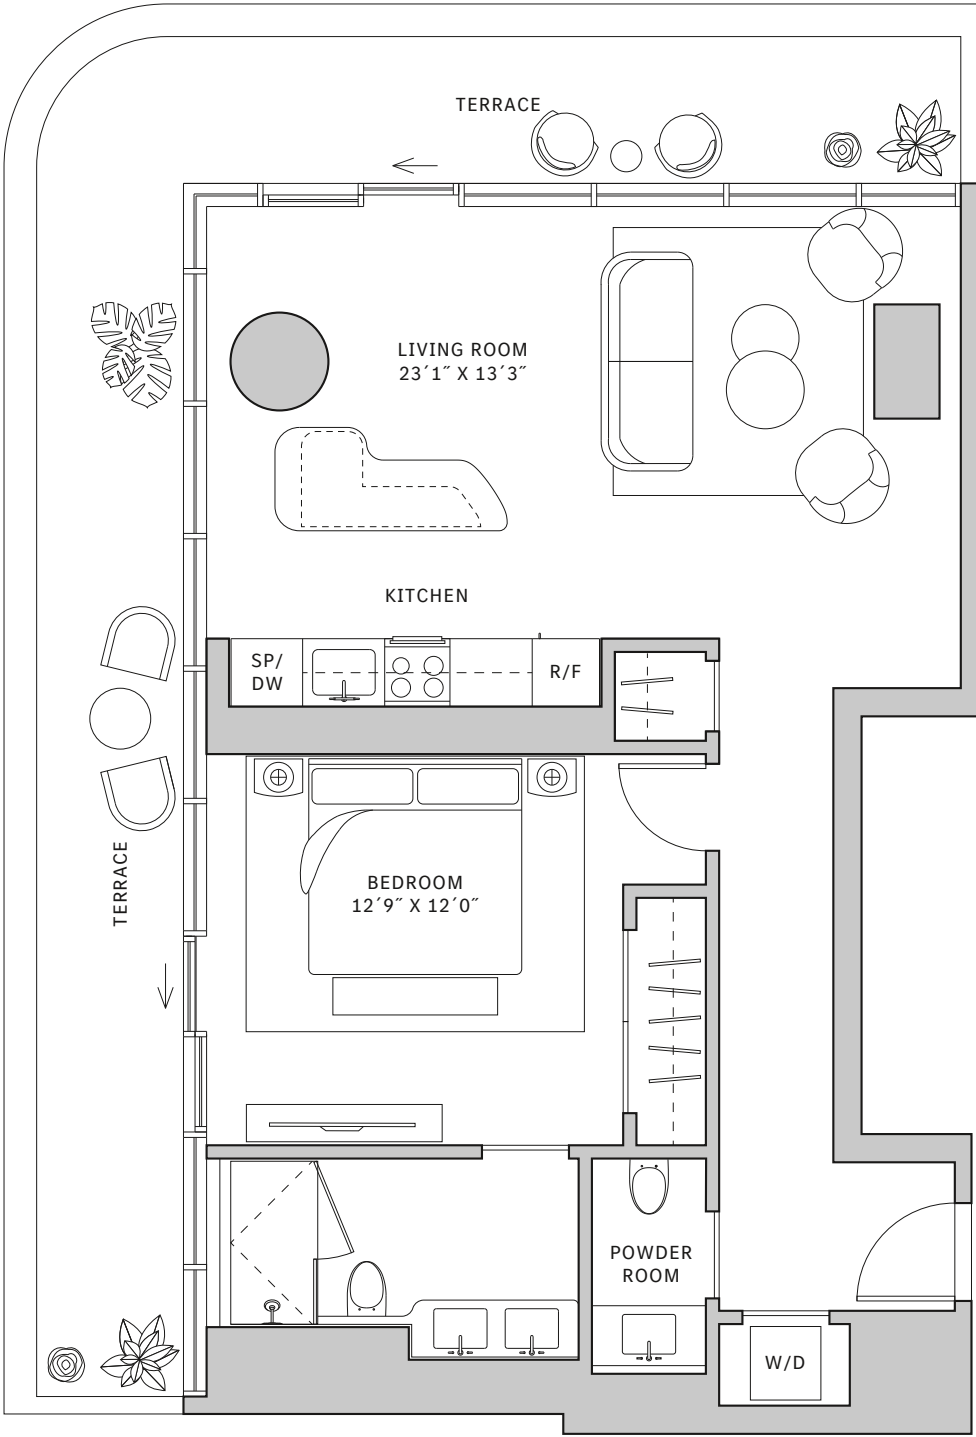 TERRACE
LIVING ROOM
23´1˝ X 13´3˝
KITCHEN
SP/
DW
R/F
TERRACE
BEDROOM
12´9˝ X 12´0˝
POWDER
ROOM
W/D